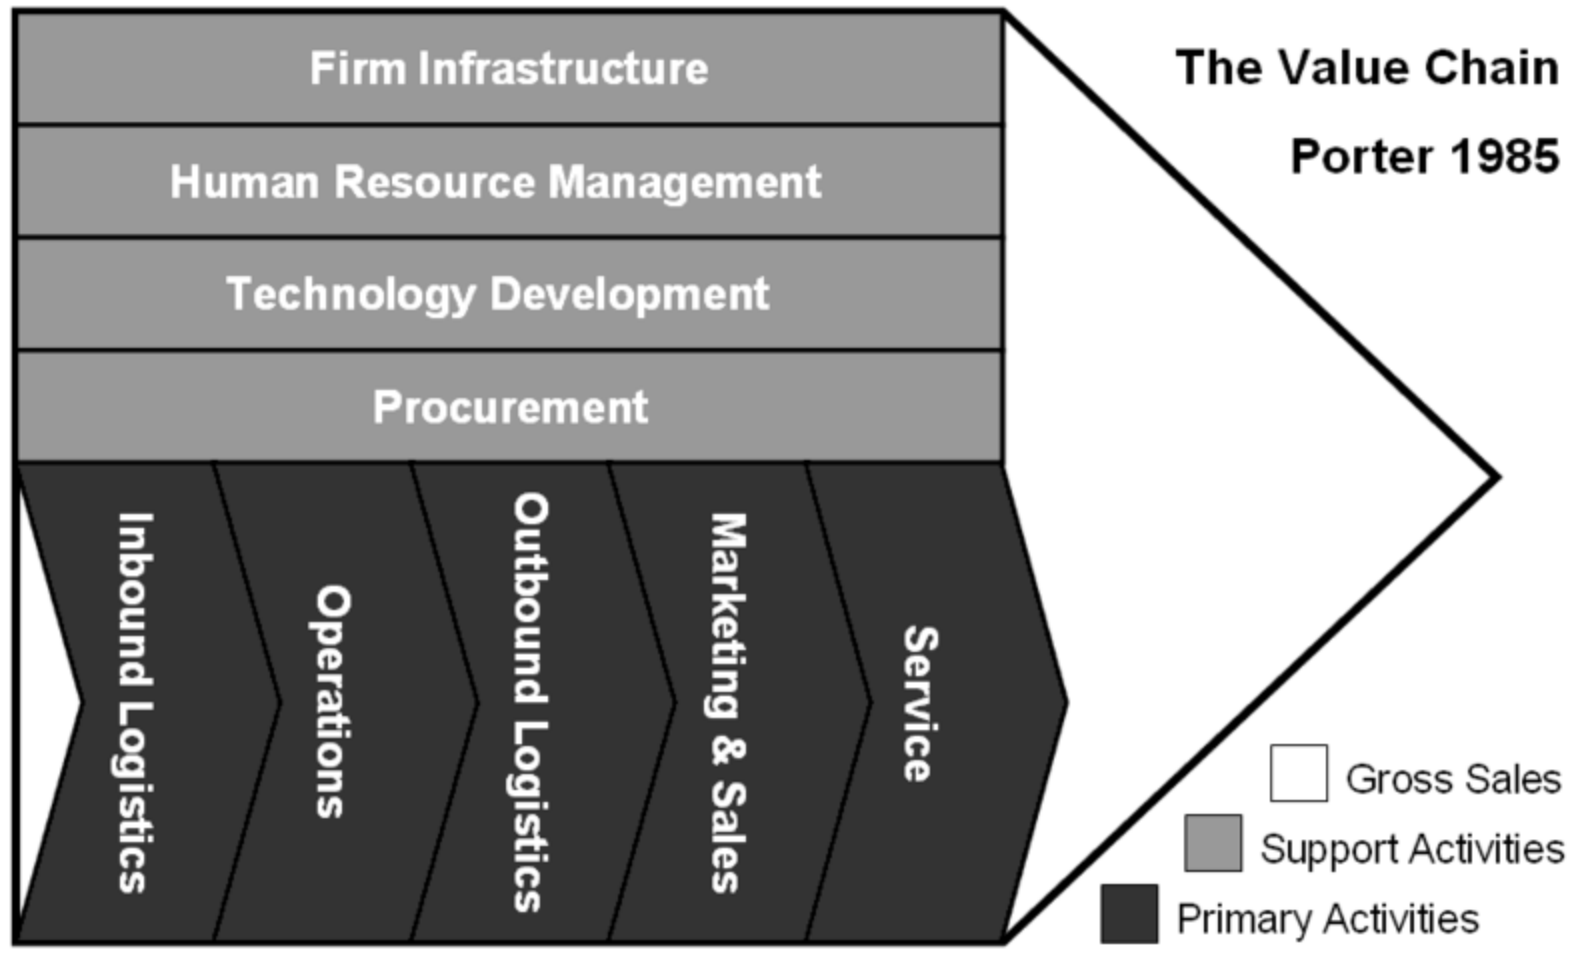 The Value Chain
Porter 1985
Firm Infrastructure
Human Resource Management
Technology Development
Procurement
Inbound Logistics
Operations
Outbound Logistics
Marketing & Sales
Service
Gross Sales
Support Activities
Primary Activities